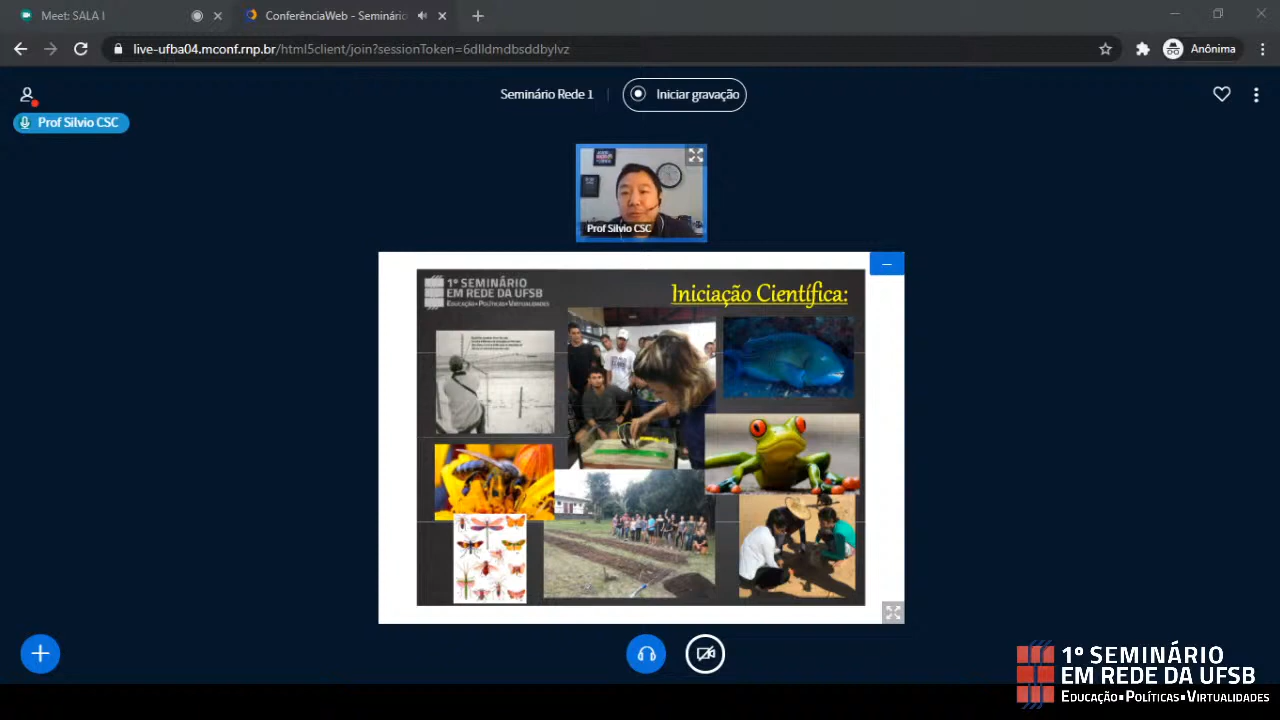 Meet: SALA I
ConferênciaWeb - Seminário
live-ufba04.mconf.rnp.br/html5client/join?sessionToken=6dlldmdbsddbylvz
Anônima
Seminário Rede 1
Iniciar gravação
Prof Silvio CSC
Prof Silvio CSC
1º SEMINÁRIO
EM REDE DA UFSB
EDUCAÇÃO•POLÍTICAS•VIRTUALIDADES
Iniciação Científica:
1º SEMINÁRIO
EM REDE DA UFSB
EDUCAÇÃO•POLÍTICAS•VIRTUALIDADES